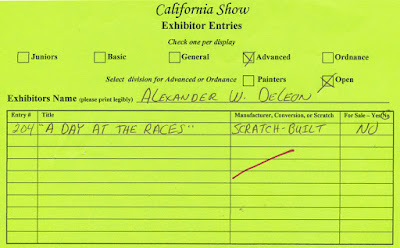 California Show
Exhibitor Entries
Check one per display
Juniors Basic General Advanced Ordnance
Select division for Advanced or Ordnance Painters Open
Exhibitors Name (please print legibly) ALEXANDER W. DELEON
Entry # Title Manufacturer, Conversion, or Scratch For Sale – Yes/No
204 "A DAY AT THE RACES" SCRATCH-BUILT NO